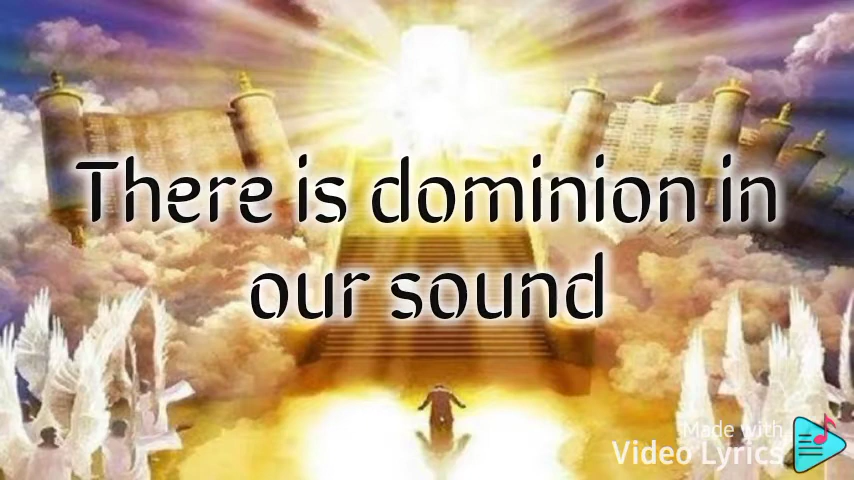 There is dominion in
our sound
Made with
Video Lyrics